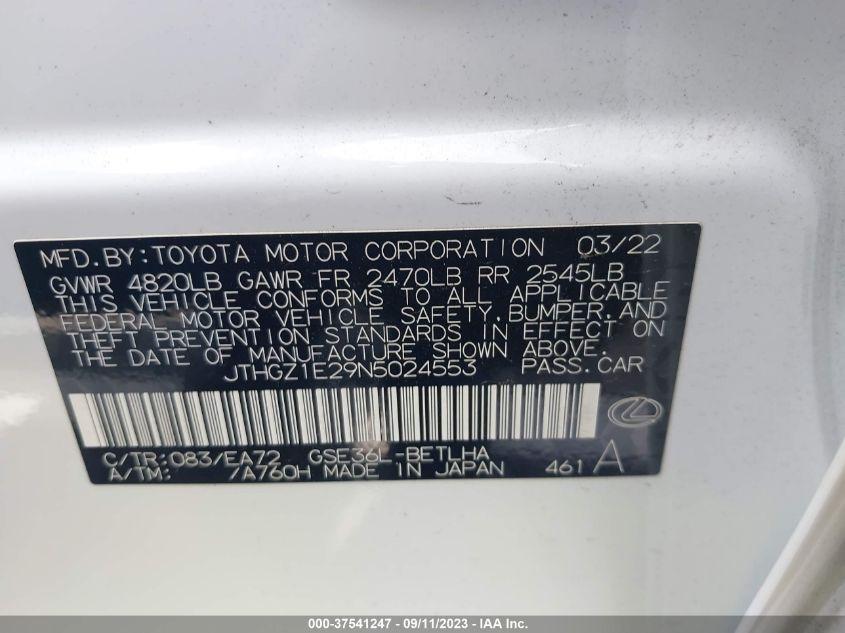 MFD. BY: TOYOTA MOTOR CORPORATION 03/22
GVWR 4820LB GAWR FR 2470LB RR 2545LB
THIS VEHICLE CONFORMS TO ALL APPLICABLE
FEDERAL MOTOR VEHICLE SAFETY, BUMPER, AND
THEFT PREVENTION STANDARDS IN EFFECT ON
THE DATE OF MANUFACTURE SHOWN ABOVE.
JTHGZ1E29N5024553 PASS. CAR
C/TR: 083/EA72 GSE36L-BETLHA
A/TM: /A760H MADE IN JAPAN 461 A
000-37541247 - 09/11/2023 - IAA Inc.